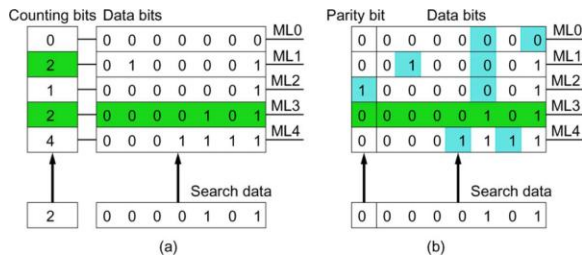 Counting bits Data bits
0 0 0 0 0 0 0 0 ML0
2 0 1 0 0 0 0 1 ML1
1 0 0 0 0 0 0 1 ML2
2 0 0 0 0 1 0 1 ML3
4 0 0 0 1 1 1 1 ML4
Search data
2 0 0 0 0 1 0 1
(a)
Parity bit Data bits
0 0 0 0 0 0 0 0 ML0
0 0 1 0 0 0 0 1 ML1
1 0 0 0 0 0 0 1 ML2
0 0 0 0 0 1 0 1 ML3
0 0 0 0 1 1 1 1 ML4
Search data
0 0 0 0 0 1 0 1
(b)